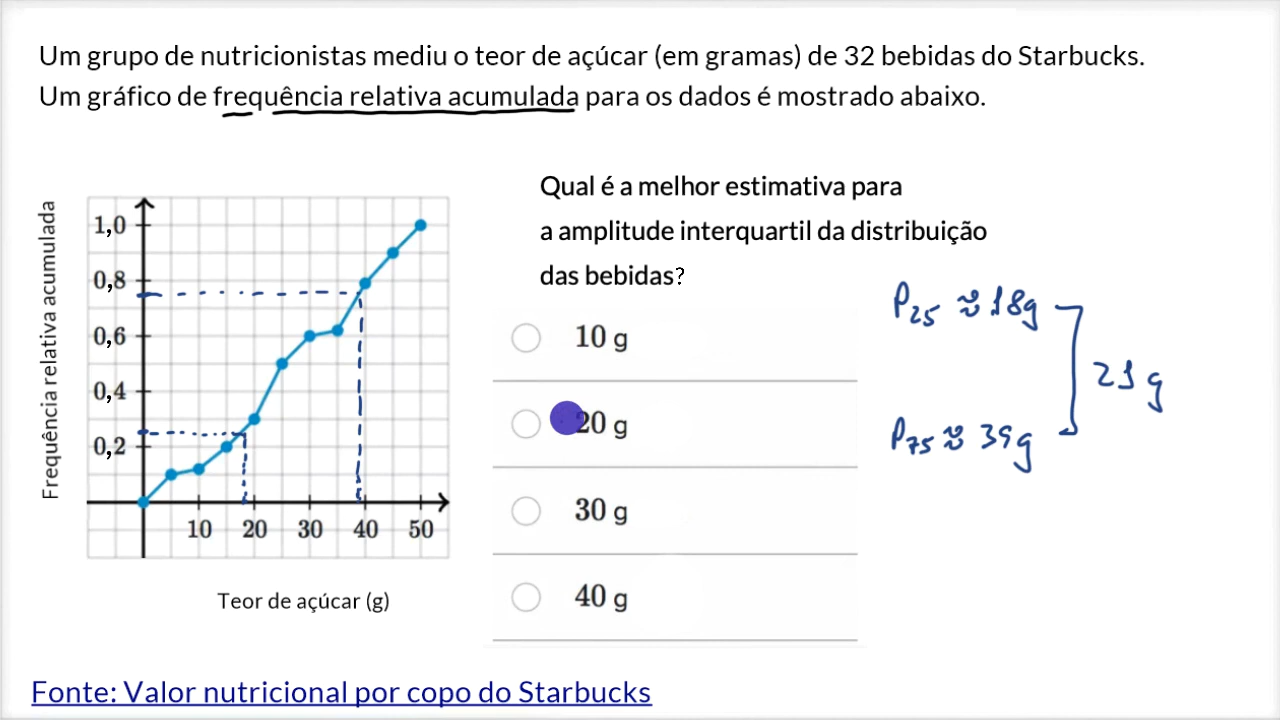 Um grupo de nutricionistas mediu o teor de açúcar (em gramas) de 32 bebidas do Starbucks.
Um gráfico de frequência relativa acumulada para os dados é mostrado abaixo.
Qual é a melhor estimativa para
a amplitude interquartil da distribuição
das bebidas?
Frequência relativa acumulada
1,0
0,8
0,6
0,4
0,2
10 20 30 40 50
Teor de açúcar (g)
10 g
20 g
30 g
40 g
P25 ≈ 18g
21 g
P75 ≈ 39g
Fonte: Valor nutricional por copo do Starbucks